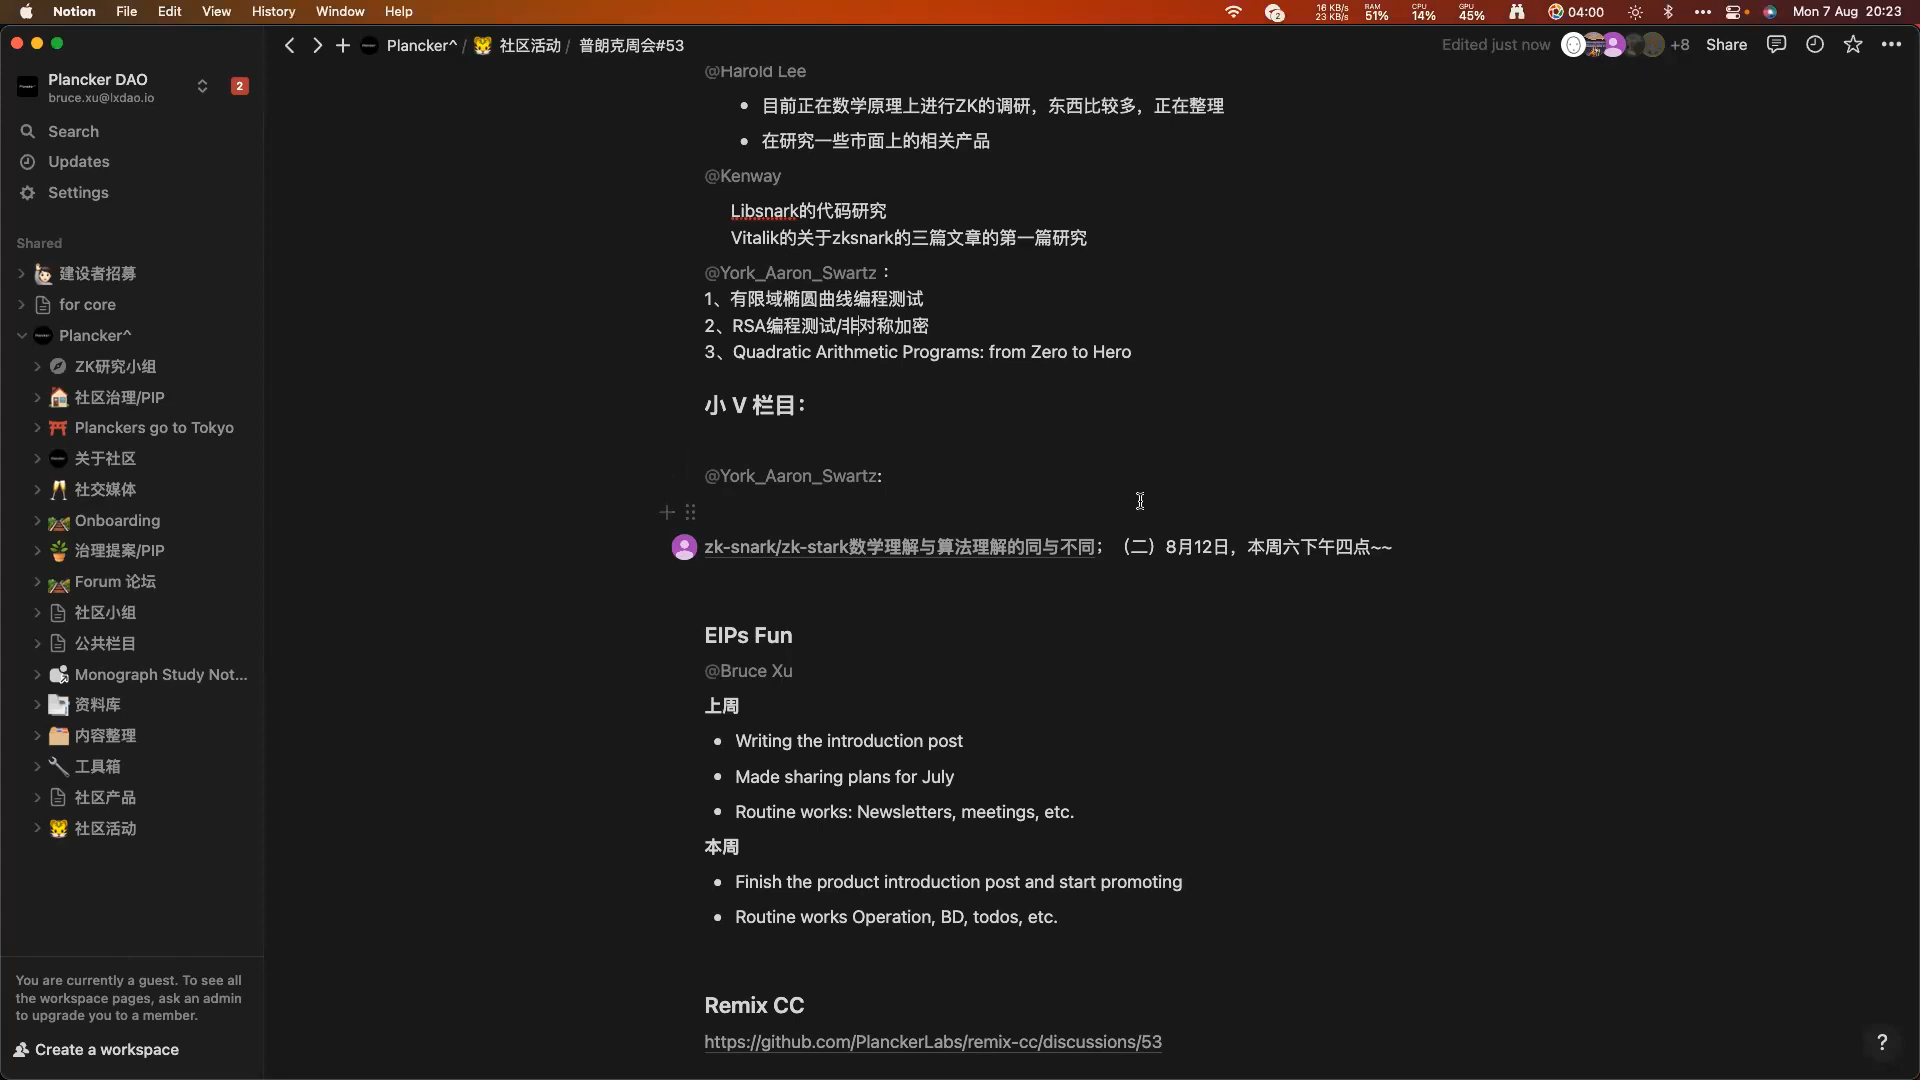 Notion File Edit View History Window Help
2 16 KB/s 23 KB/s RAM 51% CPU 14% GPU 45% 04:00 Mon 7 Aug 20:23
Plancker^ / 社区活动 / 普朗克周会#53
Edited just now +8 Share
Plancker DAO
bruce.xu@lxdao.io
2
Search
Updates
Settings
Shared
建设者招募
for core
Plancker^
ZK研究小组
社区治理/PIP
Planckers go to Tokyo
关于社区
社交媒体
Onboarding
治理提案/PIP
Forum 论坛
社区小组
公共栏目
Monograph Study Not...
资料库
内容整理
工具箱
社区产品
社区活动
You are currently a guest. To see all
the workspace pages, ask an admin
to upgrade you to a member.
Create a workspace
@Harold Lee
• 目前正在数学原理上进行ZK的调研，东西比较多，正在整理
• 在研究一些市面上的相关产品
@Kenway
Libsnark的代码研究
Vitalik的关于zksnark的三篇文章的第一篇研究
@York_Aaron_Swartz：
1、有限域椭圆曲线编程测试
2、RSA编程测试/非对称加密
3、Quadratic Arithmetic Programs: from Zero to Hero
小 V 栏目：
@York_Aaron_Swartz:
zk-snark/zk-stark数学理解与算法理解的同与不同；（二）8月12日，本周六下午四点~~
EIPs Fun
@Bruce Xu
上周
• Writing the introduction post
• Made sharing plans for July
• Routine works: Newsletters, meetings, etc.
本周
• Finish the product introduction post and start promoting
• Routine works Operation, BD, todos, etc.
Remix CC
https://github.com/PlanckerLabs/remix-cc/discussions/53
?